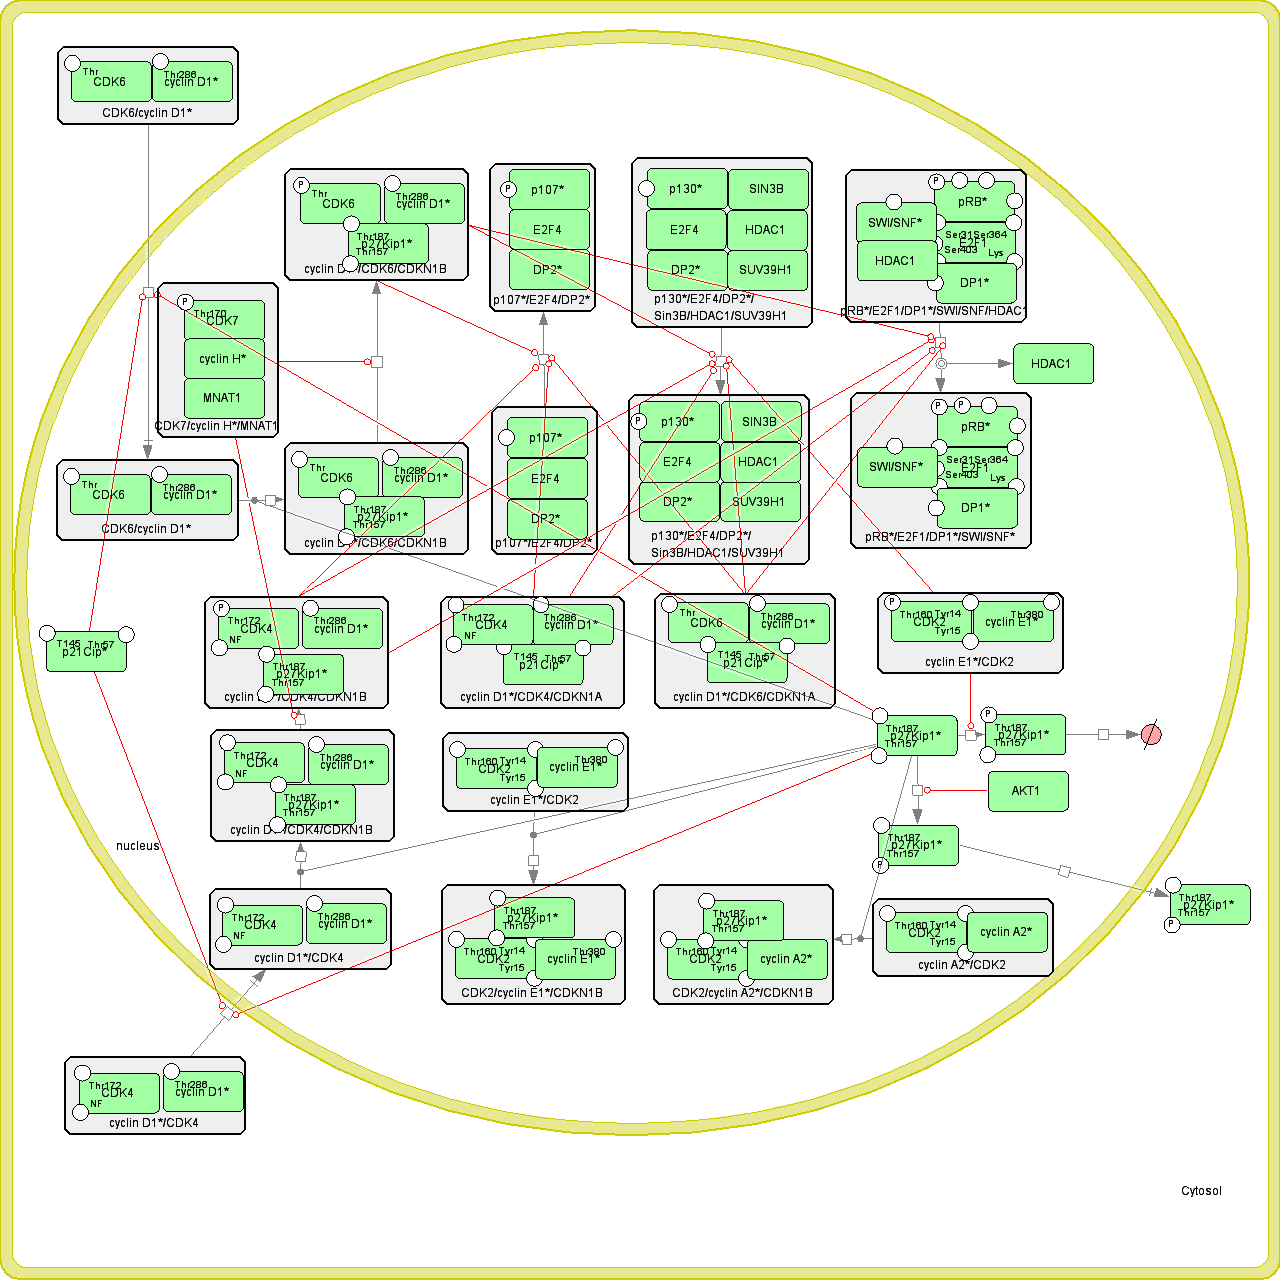 Thr
CDK6
Thr286
cyclin D1*
CDK6/cyclin D1*
P
Thr
CDK6
Thr286
cyclin D1*
Thr187
p27Kip1*
Thr157
cyclin D1*/CDK6/CDKN1B
P
p107*
E2F4
DP2*
p107*/E2F4/DP2*
p130*
SIN3B
E2F4
HDAC1
DP2*
SUV39H1
p130*/E2F4/DP2*/
Sin3B/HDAC1/SUV39H1
P
pRB*
SWI/SNF*
Ser31Ser364
E2F1
Ser403
Lys
HDAC1
DP1*
pRB*/E2F1/DP1*/SWI/SNF/HDAC1
P
Thr170
CDK7
cyclin H*
MNAT1
CDK7/cyclin H*/MNAT1
HDAC1
Thr
CDK6
Thr286
cyclin D1*
CDK6/cyclin D1*
Thr
CDK6
Thr286
cyclin D1*
Thr187
p27Kip1*
Thr157
cyclin D1*/CDK6/CDKN1B
p107*
E2F4
DP2*
p107*/E2F4/DP2*
P
p130*
SIN3B
E2F4
HDAC1
DP2*
SUV39H1
p130*/E2F4/DP2*/
Sin3B/HDAC1/SUV39H1
P
P
pRB*
SWI/SNF*
Ser31Ser364
E2F1
Ser403
Lys
DP1*
pRB*/E2F1/DP1*/SWI/SNF*
T145
Thr57
p21Cip*
P
Thr172
CDK4
NF
Thr286
cyclin D1*
Thr187
p27Kip1*
Thr157
cyclin D1*/CDK4/CDKN1B
Thr172
CDK4
NF
Thr286
cyclin D1*
T145
Thr57
p21Cip*
cyclin D1*/CDK4/CDKN1A
Thr
CDK6
Thr286
cyclin D1*
T145
Thr57
p21Cip*
cyclin D1*/CDK6/CDKN1A
P
Thr160
Tyr14
CDK2
Tyr15
Thr380
cyclin E1*
cyclin E1*/CDK2
Thr187
p27Kip1*
Thr157
P
Thr187
p27Kip1*
Thr157
Thr172
CDK4
NF
Thr286
cyclin D1*
Thr187
p27Kip1*
Thr157
cyclin D1*/CDK4/CDKN1B
Thr160
Tyr14
CDK2
Tyr15
Thr380
cyclin E1*
cyclin E1*/CDK2
AKT1
nucleus
Thr187
p27Kip1*
Thr157
P
Thr172
CDK4
NF
Thr286
cyclin D1*
cyclin D1*/CDK4
Thr187
p27Kip1*
Thr157
Thr160
Tyr14
CDK2
Tyr15
Thr380
cyclin E1*
CDK2/cyclin E1*/CDKN1B
Thr187
p27Kip1*
Thr157
Thr160
Tyr14
CDK2
Tyr15
cyclin A2*
CDK2/cyclin A2*/CDKN1B
Thr160
Tyr14
CDK2
Tyr15
cyclin A2*
cyclin A2*/CDK2
Thr187
p27Kip1*
Thr157
P
Thr172
CDK4
NF
Thr286
cyclin D1*
cyclin D1*/CDK4
Cytosol